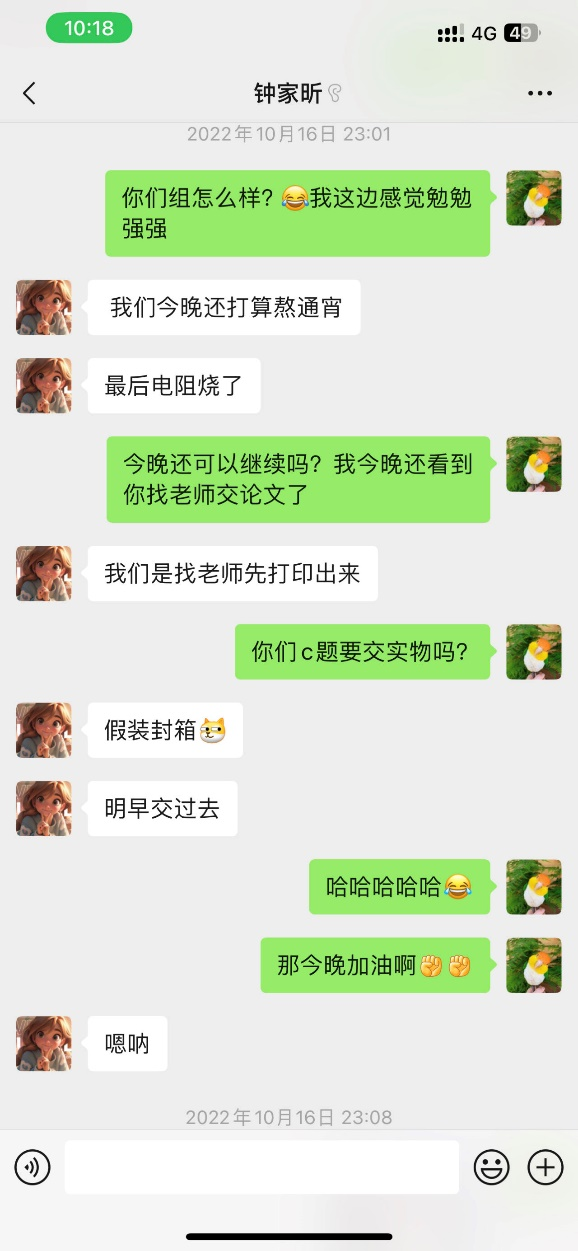 10:18
4G 49
钟家昕
2022年10月16日 23:01
你们组怎么样？😂我这边感觉勉勉
强强
我们今晚还打算熬通宵
最后电阻烧了
今晚还可以继续吗？我今晚还看到
你找老师交论文了
我们是找老师先打印出来
你们c题要交实物吗？
假装封箱
明早交过去
哈哈哈哈哈😂
那今晚加油啊✊✊
嗯呐
2022年10月16日 23:08